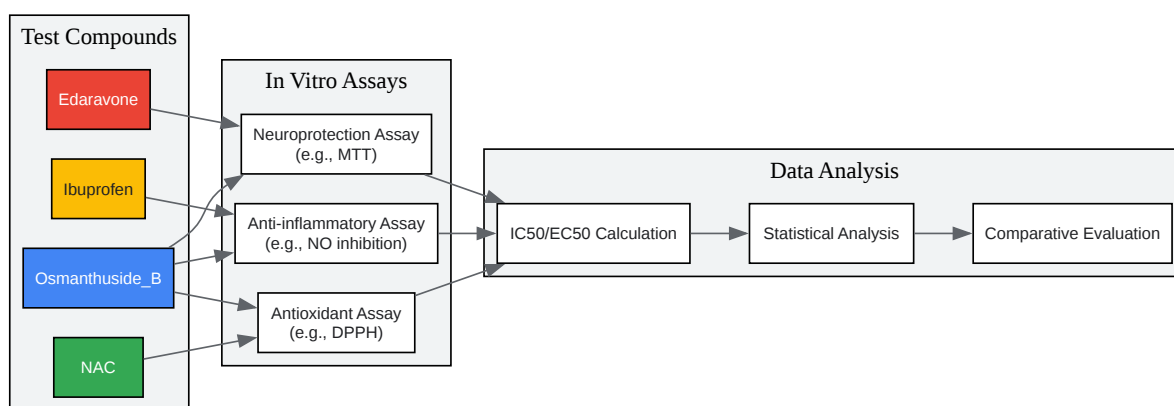 Test Compounds
Edaravone
Ibuprofen
Osmanthuside_B
NAC
In Vitro Assays
Neuroprotection Assay
(e.g., MTT)
Anti-inflammatory Assay
(e.g., NO inhibition)
Antioxidant Assay
(e.g., DPPH)
Data Analysis
IC50/EC50 Calculation
Statistical Analysis
Comparative Evaluation